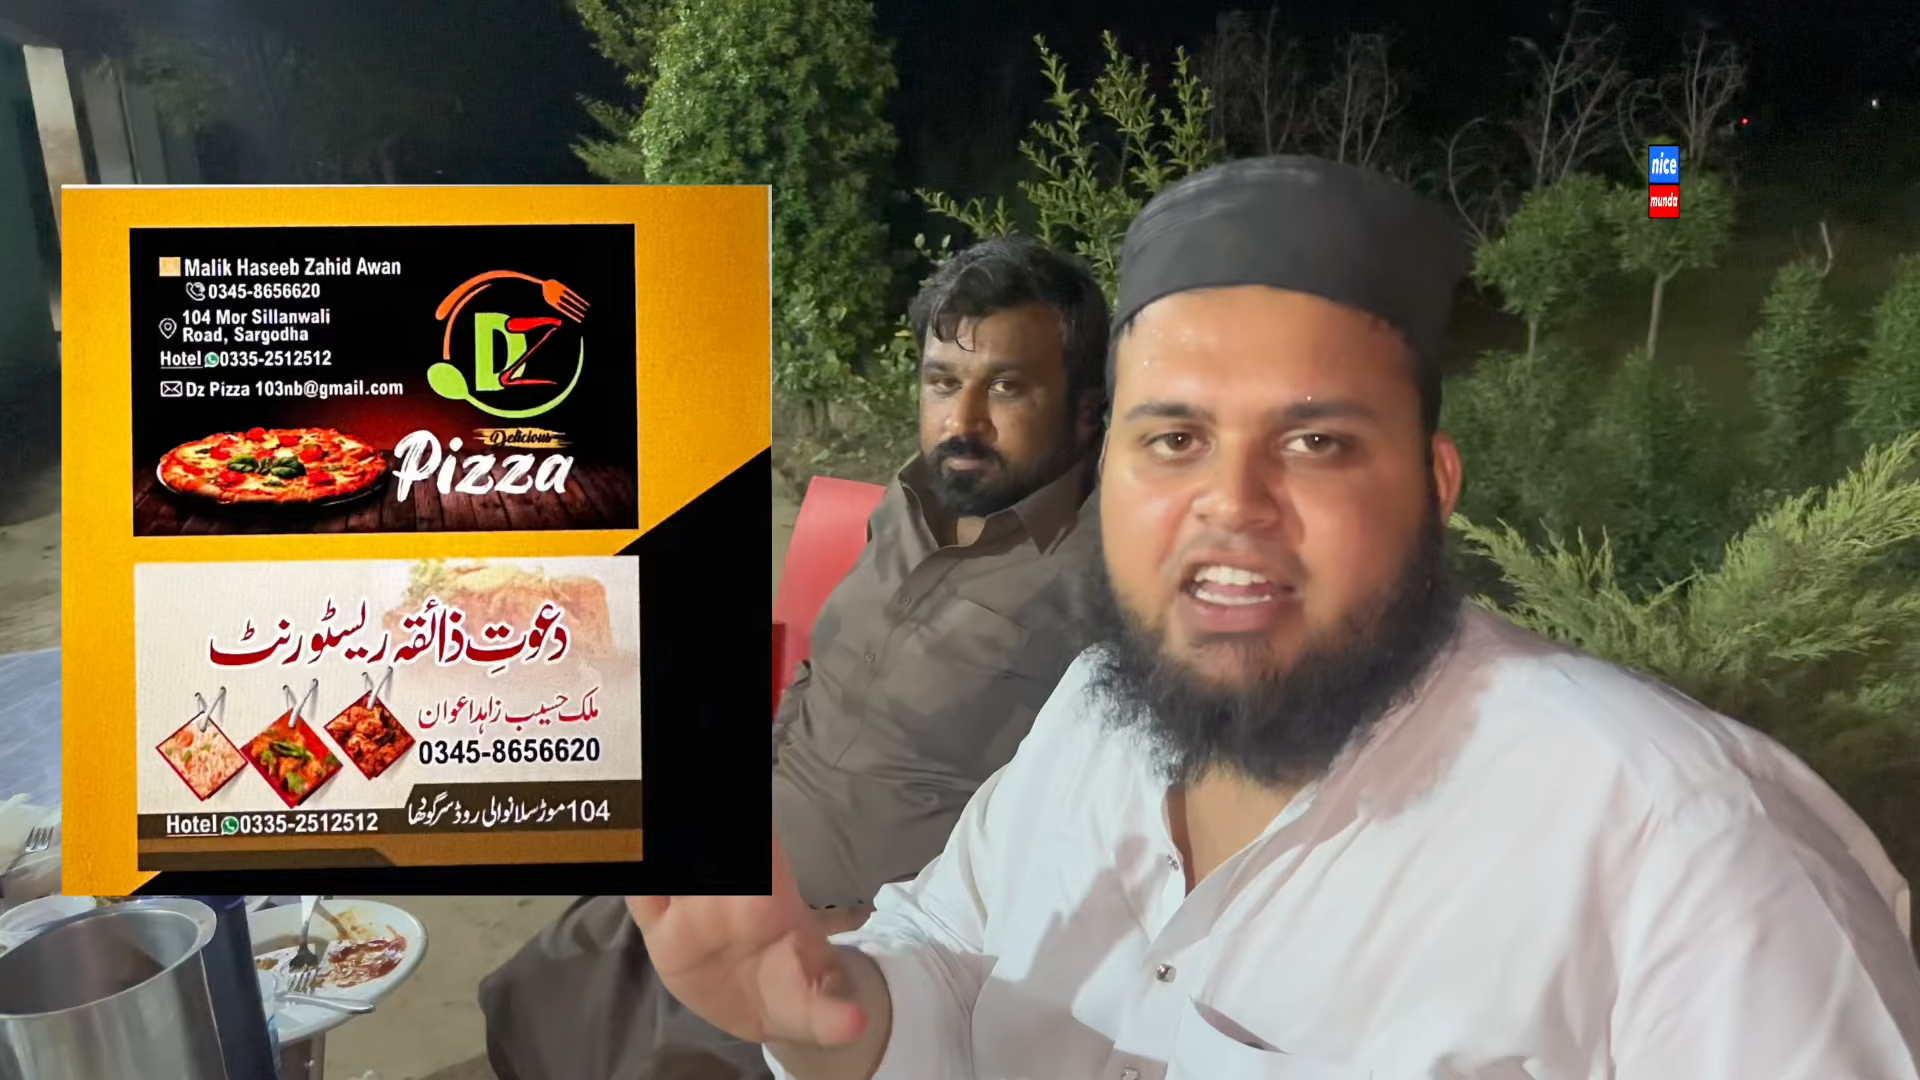 Malik Haseeb Zahid Awan
0345-8656620
104 Mor Sillanwali
Road, Sargodha
Hotel 0335-2512512
Dz Pizza 103nb@gmail.com
DZ
Delicious
Pizza
دعوتِ ذائقہ ریسٹورنٹ
ملک حسیب زاہد اعوان
0345-8656620
104 موڑ سلانوالی روڈ سرگودھا
Hotel 0335-2512512
nice
munda